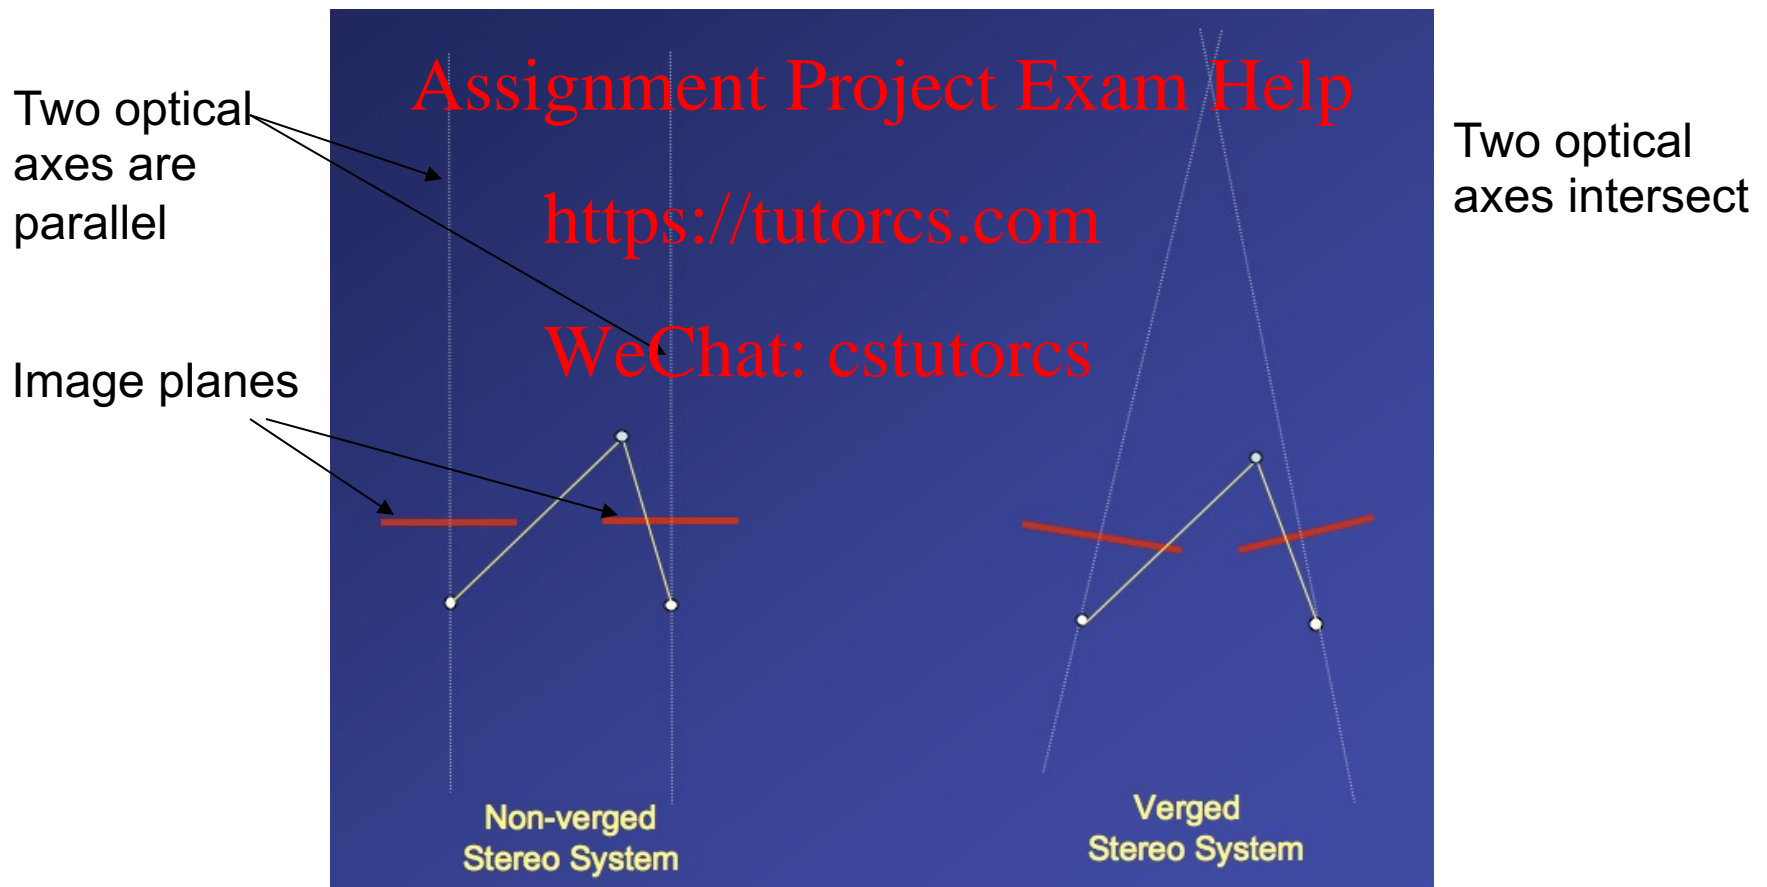 Two optical
axes are
parallel
Image planes
Assignment Project Exam Help
https://tutorcs.com
WeChat: cstutorcs
Non-verged
Stereo System
Two optical
axes intersect
Verged
Stereo System